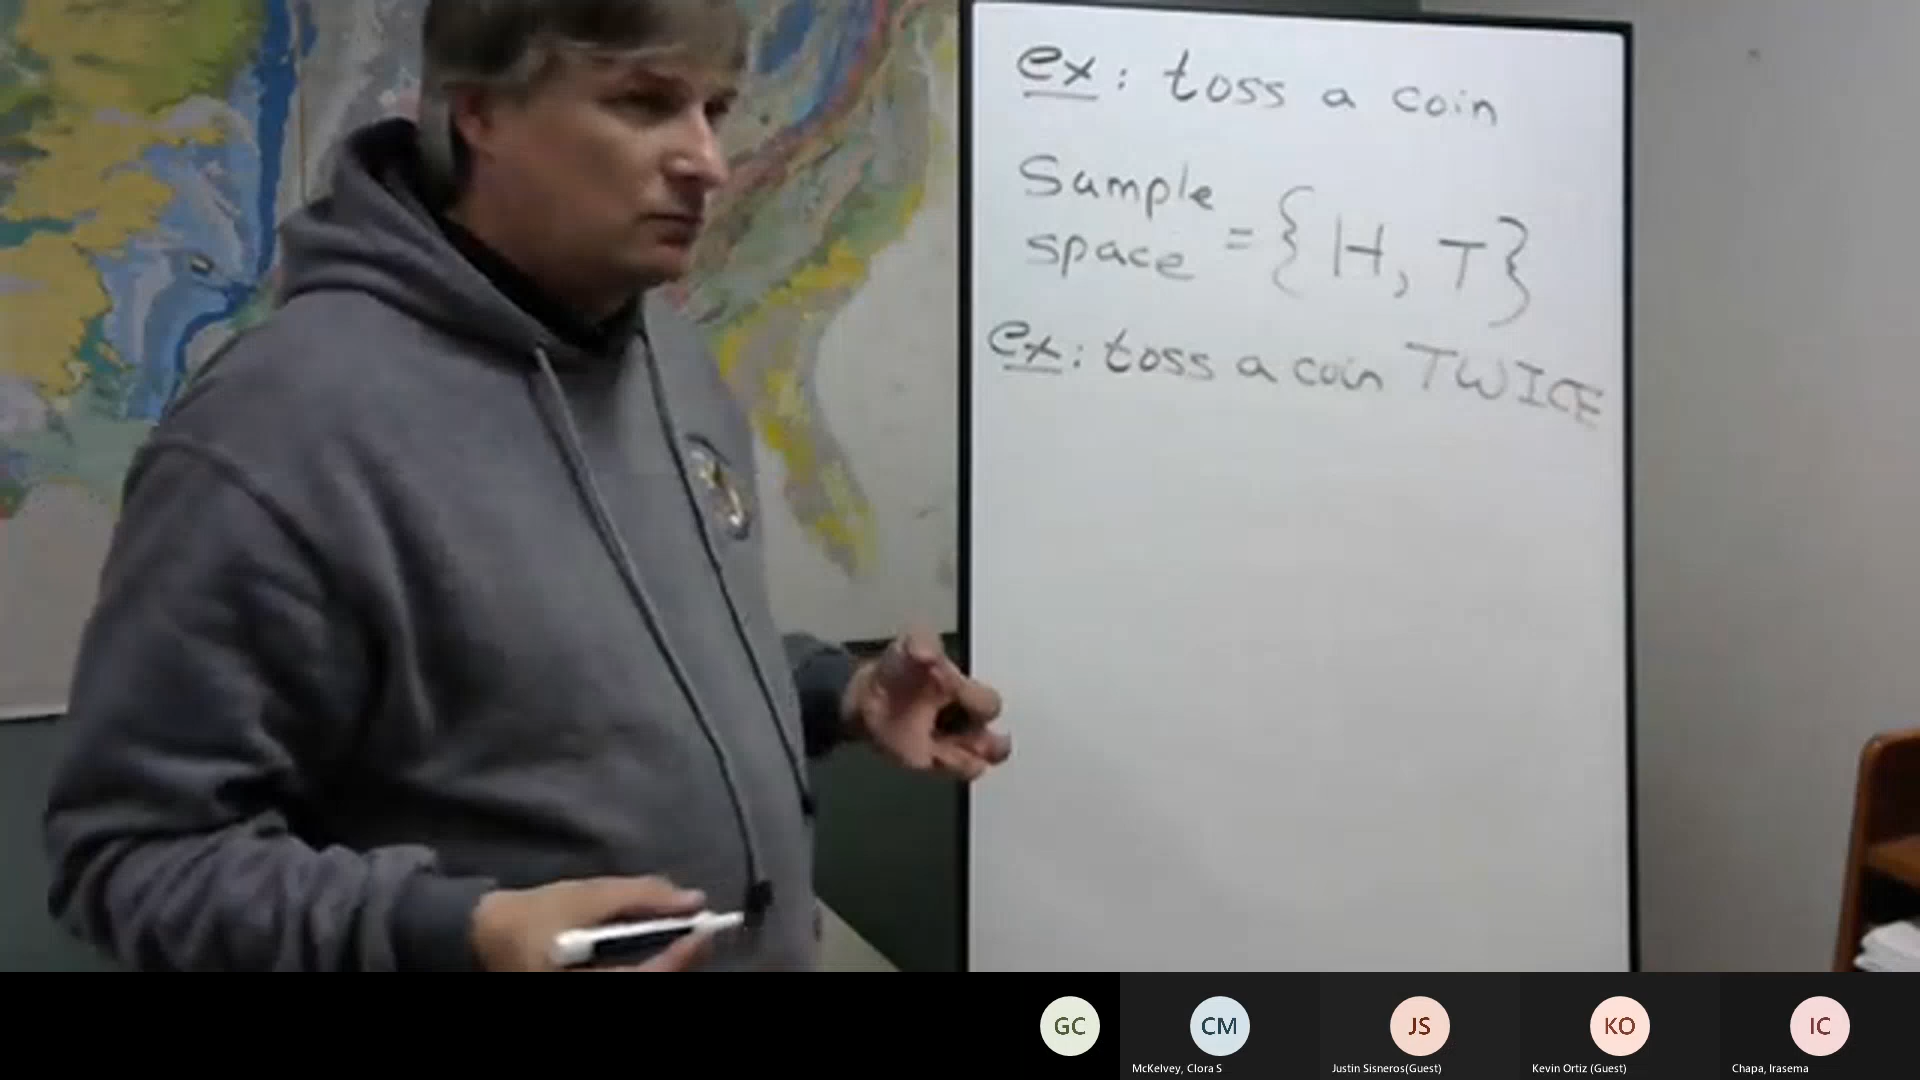 ex: toss a coin
Sample
space = { H, T }
ex: toss a coin TWICE
GC
CM
JS
KO
IC
McKelvey, Clora S
Justin Sisneros(Guest)
Kevin Ortiz (Guest)
Chapa, Irasema